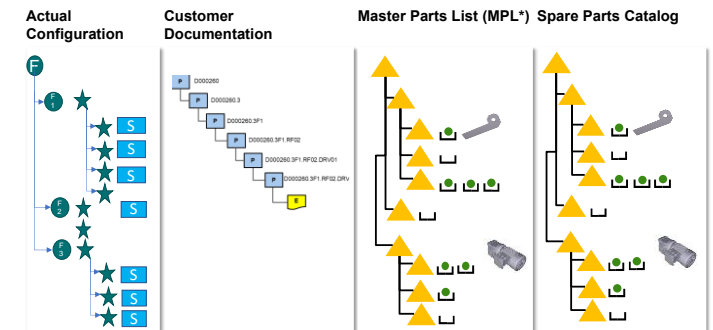 Actual
Configuration
Customer
Documentation
Master Parts List (MPL*)
Spare Parts Catalog
F
F
1
S
S
S
F
2
S
F
3
S
S
S
P D000260
P D000260.3
P D000260.3F1
P D000260.3F1.RF02
P D000260.3F1.RF02.DRV01
P D000260.3F1.RF02.DRV
E